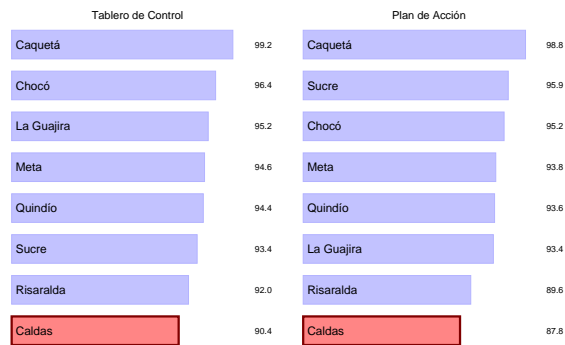 Tablero de Control
Caquetá 99.2
Chocó 96.4
La Guajira 95.2
Meta 94.6
Quindío 94.4
Sucre 93.4
Risaralda 92.0
Caldas 90.4
Plan de Acción
Caquetá 98.8
Sucre 95.9
Chocó 95.2
Meta 93.8
Quindío 93.6
La Guajira 93.4
Risaralda 89.6
Caldas 87.8